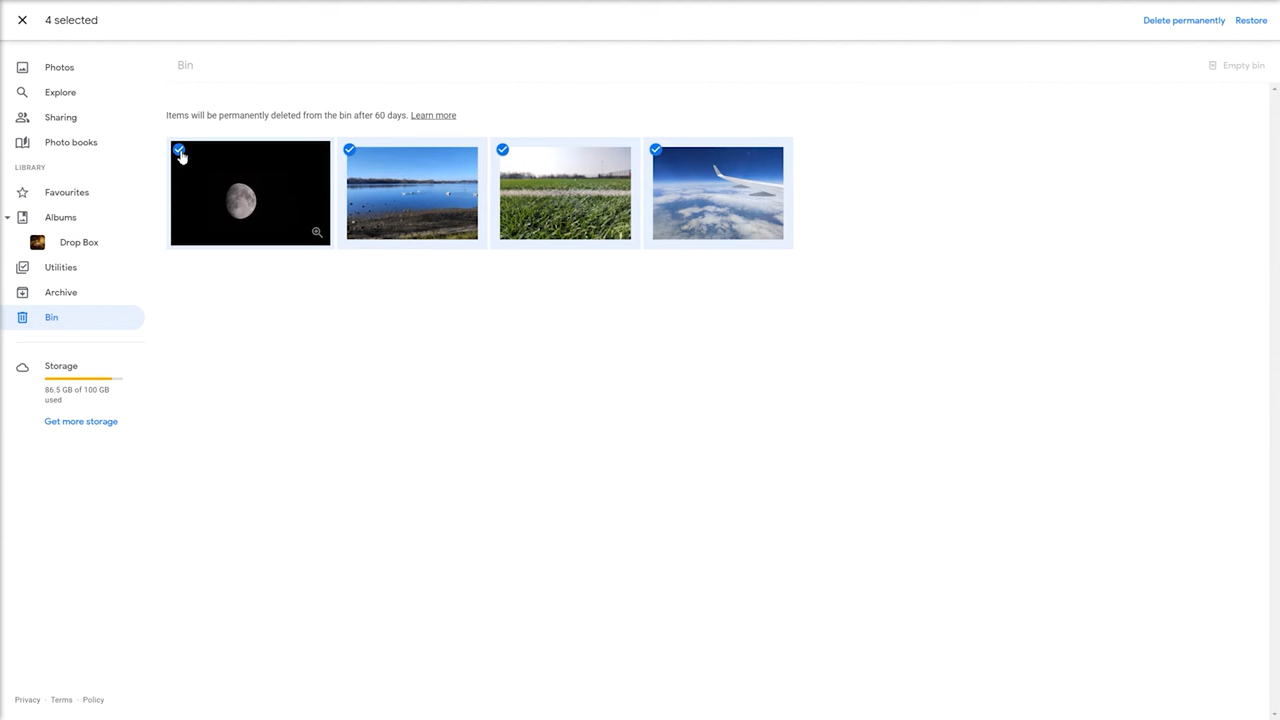 4 selected
Delete permanently
Restore
Photos
Explore
Sharing
Photo books
LIBRARY
Favourites
Albums
Drop Box
Utilities
Archive
Bin
Storage
86.5 GB of 100 GB
used
Get more storage
Privacy · Terms · Policy
Bin
Empty bin
Items will be permanently deleted from the bin after 60 days. Learn more